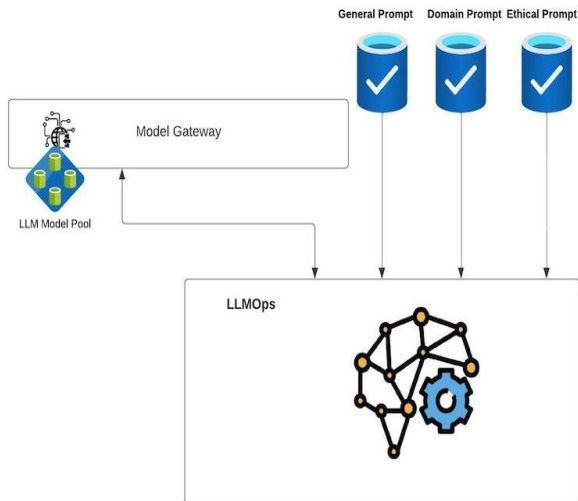 General Prompt
Domain Prompt
Ethical Prompt
Model Gateway
LLM Model Pool
LLMOps